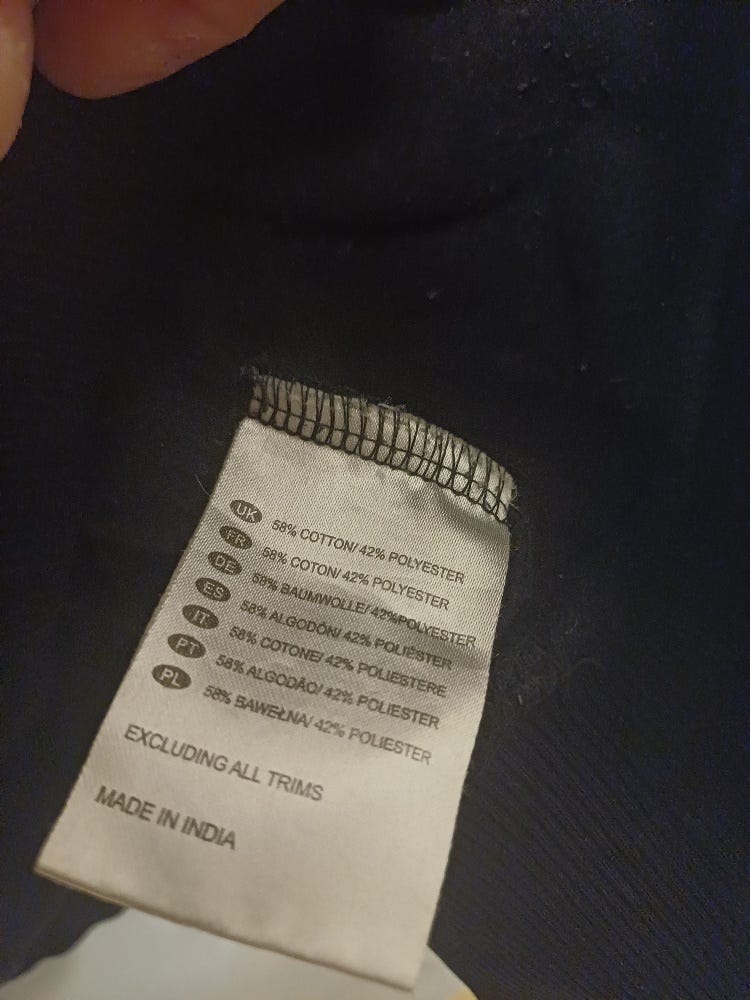 UK 58% COTTON/ 42% POLYESTER
FR 58% COTON/ 42% POLYESTER
DE 58% BAUMWOLLE/ 42%POLYESTER
ES 58% ALGODÓN/ 42% POLIÉSTER
IT 58% COTONE/ 42% POLIESTERE
PT 58% ALGODÃO/ 42% POLIESTER
PL 58% BAWEŁNA/ 42% POLIESTER
EXCLUDING ALL TRIMS
MADE IN INDIA